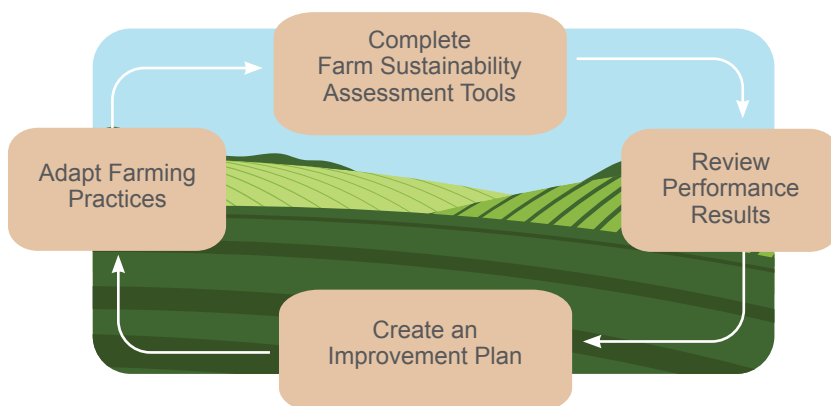 Complete
Farm Sustainability
Assessment Tools
Adapt Farming
Practices
Review
Performance
Results
Create an
Improvement Plan